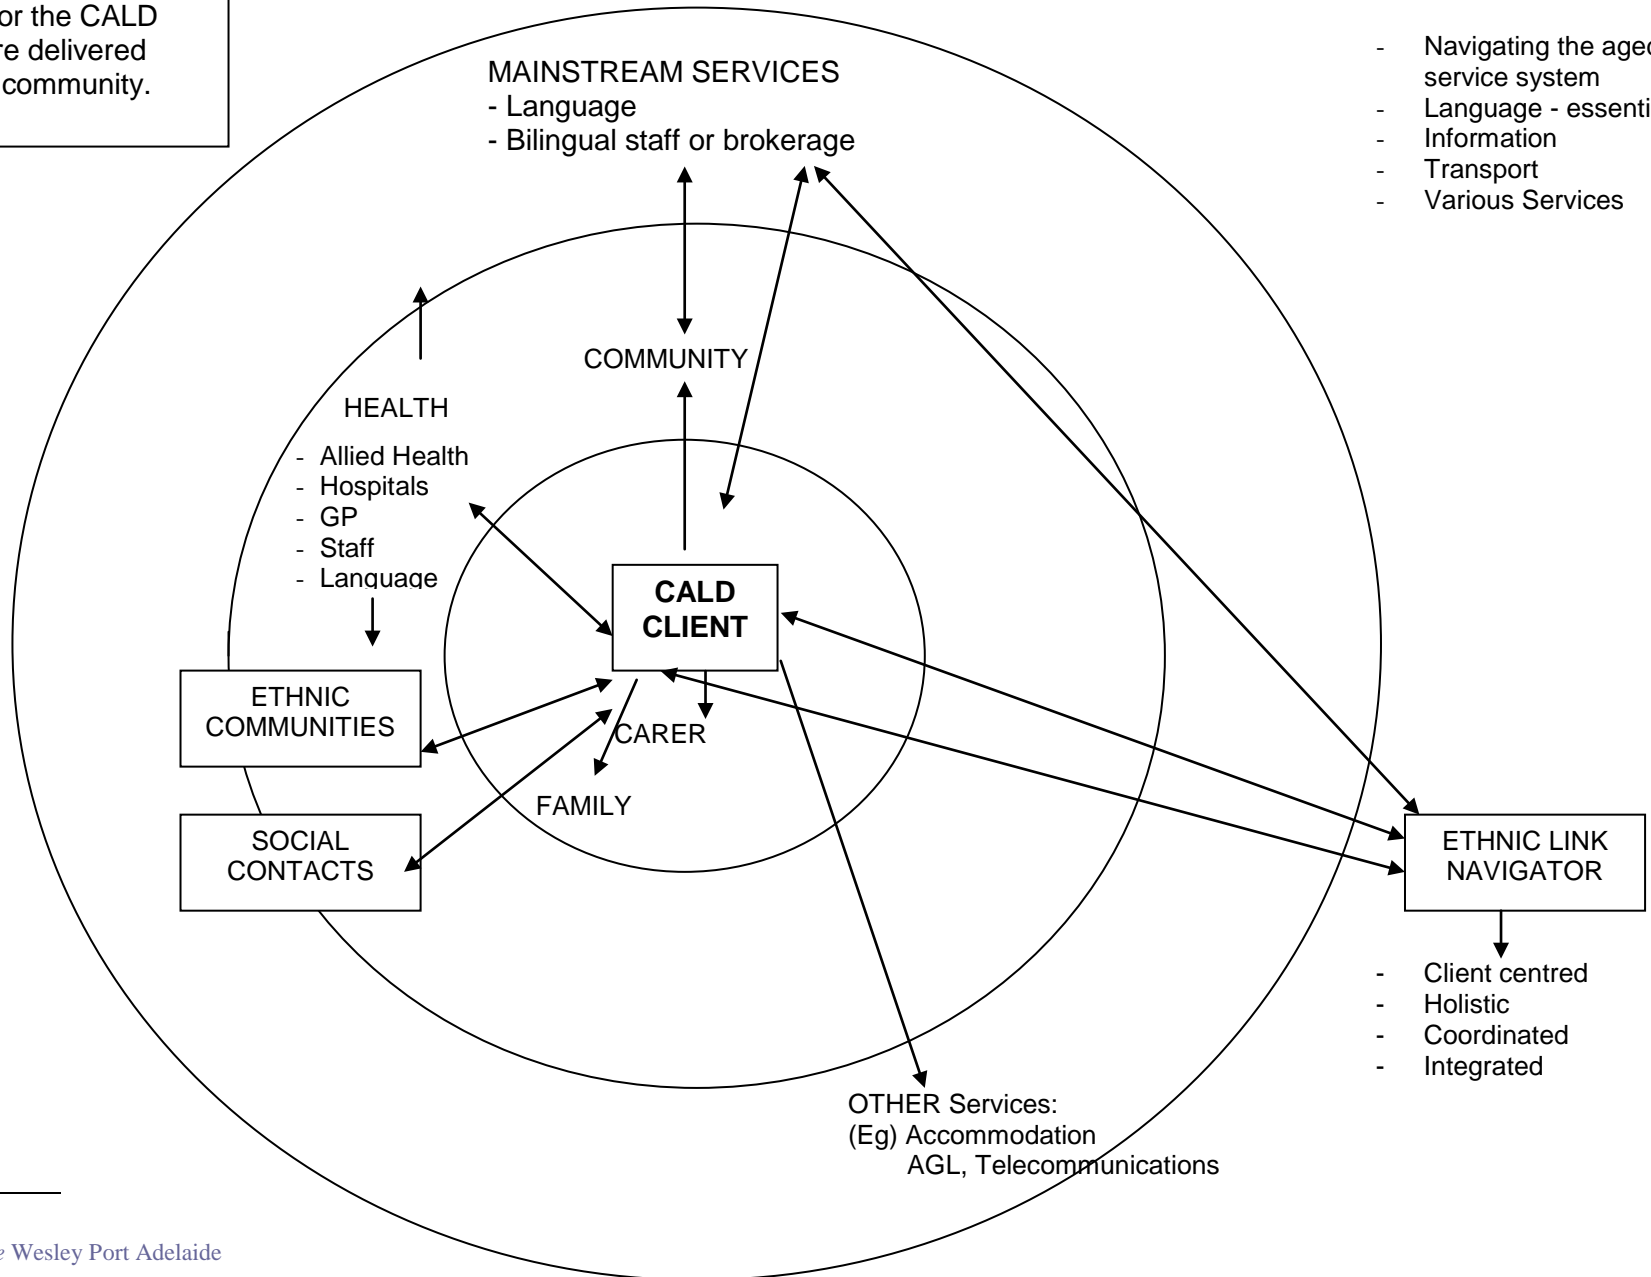 or the CALD
re delivered
community.
MAINSTREAM SERVICES
- Language
- Bilingual staff or brokerage
- Navigating the aged
service system
- Language - essenti
- Information
- Transport
- Various Services
COMMUNITY
HEALTH
- Allied Health
- Hospitals
- GP
- Staff
- Language
CALD
CLIENT
ETHNIC
COMMUNITIES
CARER
FAMILY
SOCIAL
CONTACTS
ETHNIC LINK
NAVIGATOR
- Client centred
- Holistic
- Coordinated
- Integrated
OTHER Services:
(Eg) Accommodation
AGL, Telecommunications
e Wesley Port Adelaide